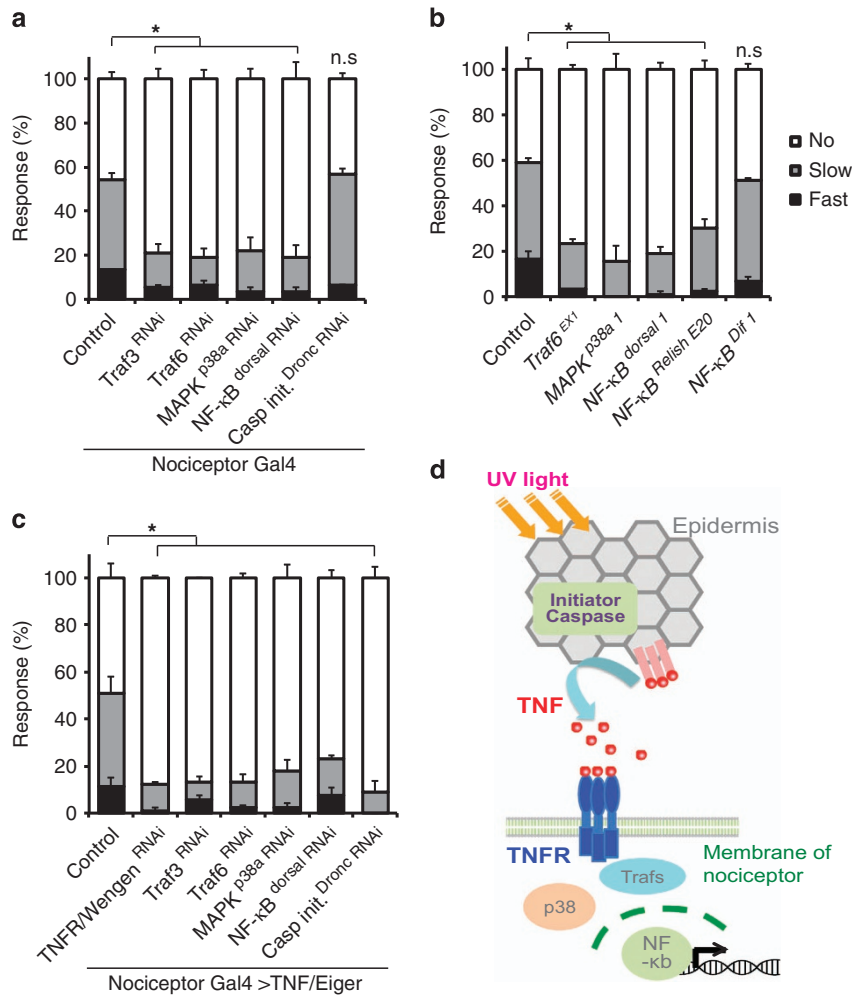 a
*
n.s
100
80
60
40
20
0
Response (%)
Control
Traf3 RNAi
Traf6 RNAi
MAPK p38a RNAi
NF-κB dorsal RNAi
Casp init. Dronc RNAi
Nociceptor Gal4
b
*
n.s
100
80
60
40
20
0
Response (%)
No
Slow
Fast
Control
Traf6 EX1
MAPK p38a 1
NF-κB dorsal 1
NF-κB Relish E20
NF-κB Dif 1
c
*
100
80
60
40
20
0
Response (%)
Control
TNFR/Wengen RNAi
Traf3 RNAi
Traf6 RNAi
MAPK p38a RNAi
NF-κB dorsal RNAi
Casp init. Dronc RNAi
Nociceptor Gal4 >TNF/Eiger
d
UV light
Epidermis
Initiator
Caspase
TNF
TNFR
Membrane of
nociceptor
Trafs
p38
NF
-κb